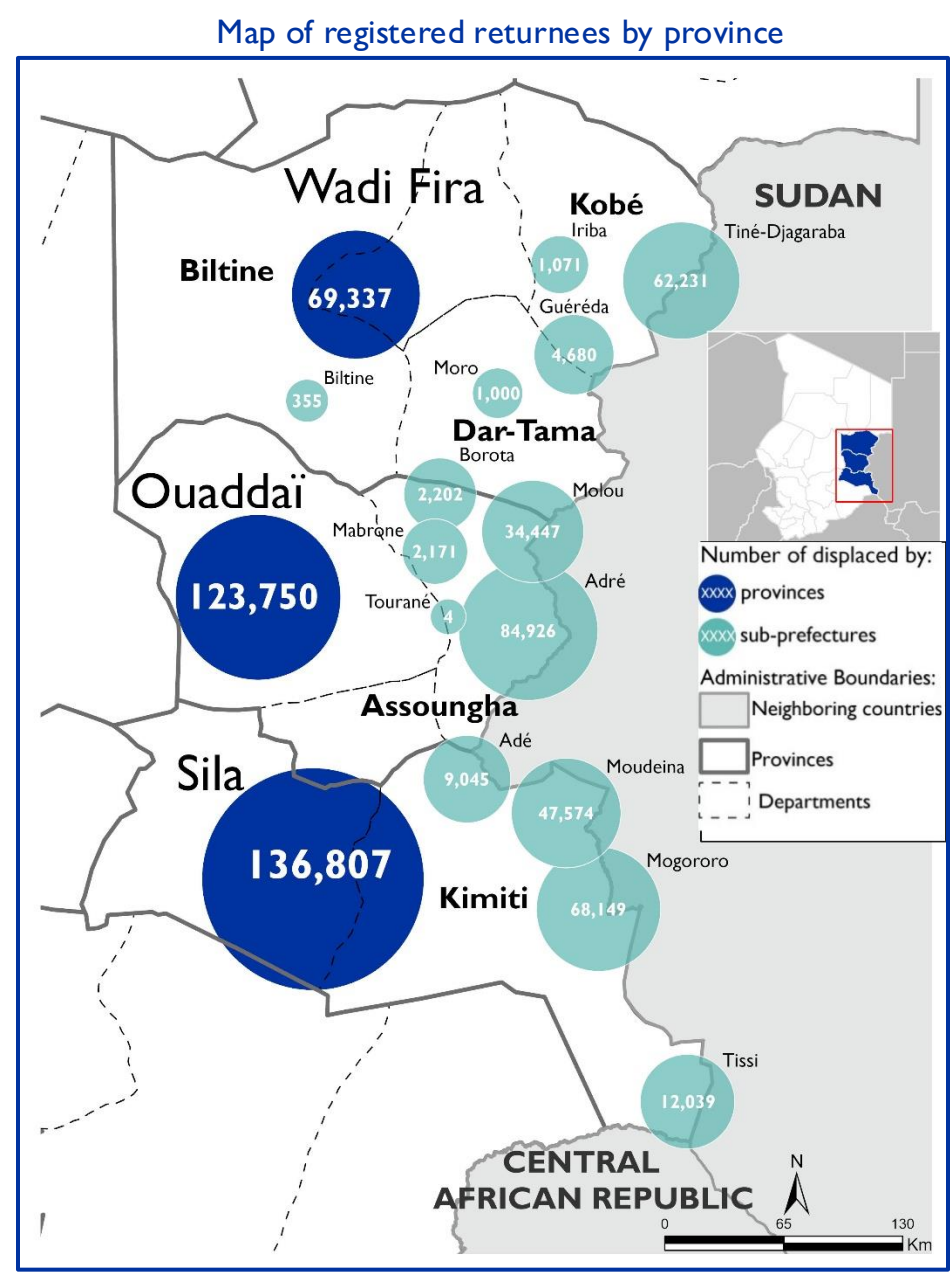 Map of registered returnees by province
Wadi Fira
Kobé
SUDAN
Iriba
Tiné-Djagaraba
Biltine
1,071
62,231
69,337
Guéréda
4,680
Biltine
Moro
355
1,000
Dar-Tama
Borota
Ouaddaï
2,202
Molou
Mabrone
34,447
2,171
Number of displaced by:
xxxx provinces
xxxx sub-prefectures
Administrative Boundaries:
Neighboring countries
Provinces
Departments
Adré
123,750
Tourané
4
84,926
Assoungha
Adé
Sila
9,045
Moudeina
47,574
136,807
Mogororo
Kimiti
68,149
Tissi
12,039
CENTRAL
AFRICAN REPUBLIC
N
0 65 130
Km